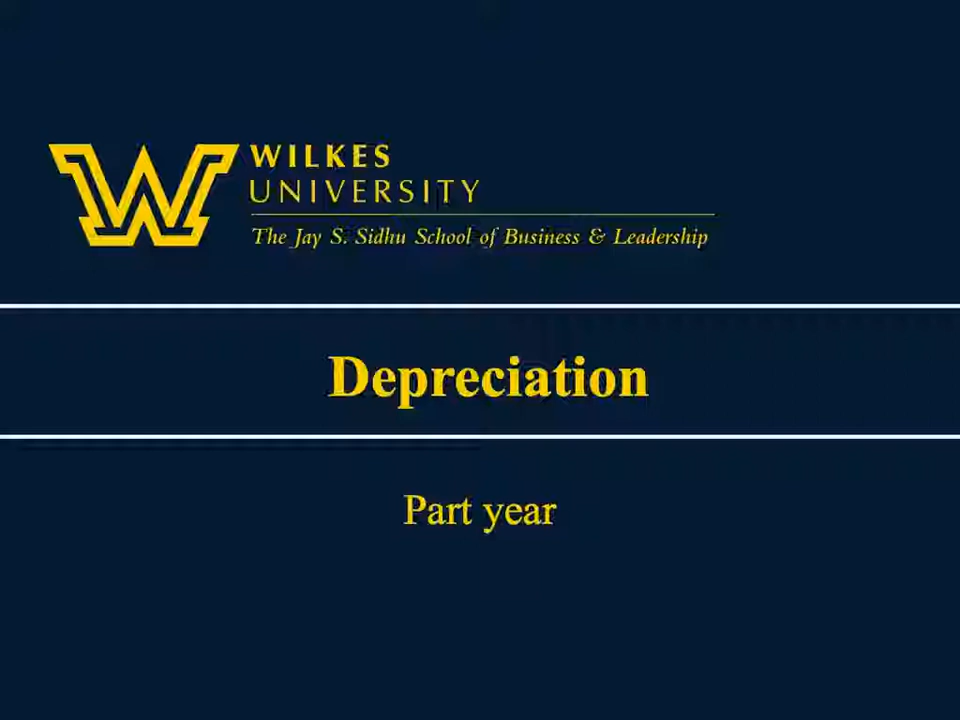 WILKES
UNIVERSITY
The Jay S. Sidhu School of Business & Leadership
Depreciation
Part year